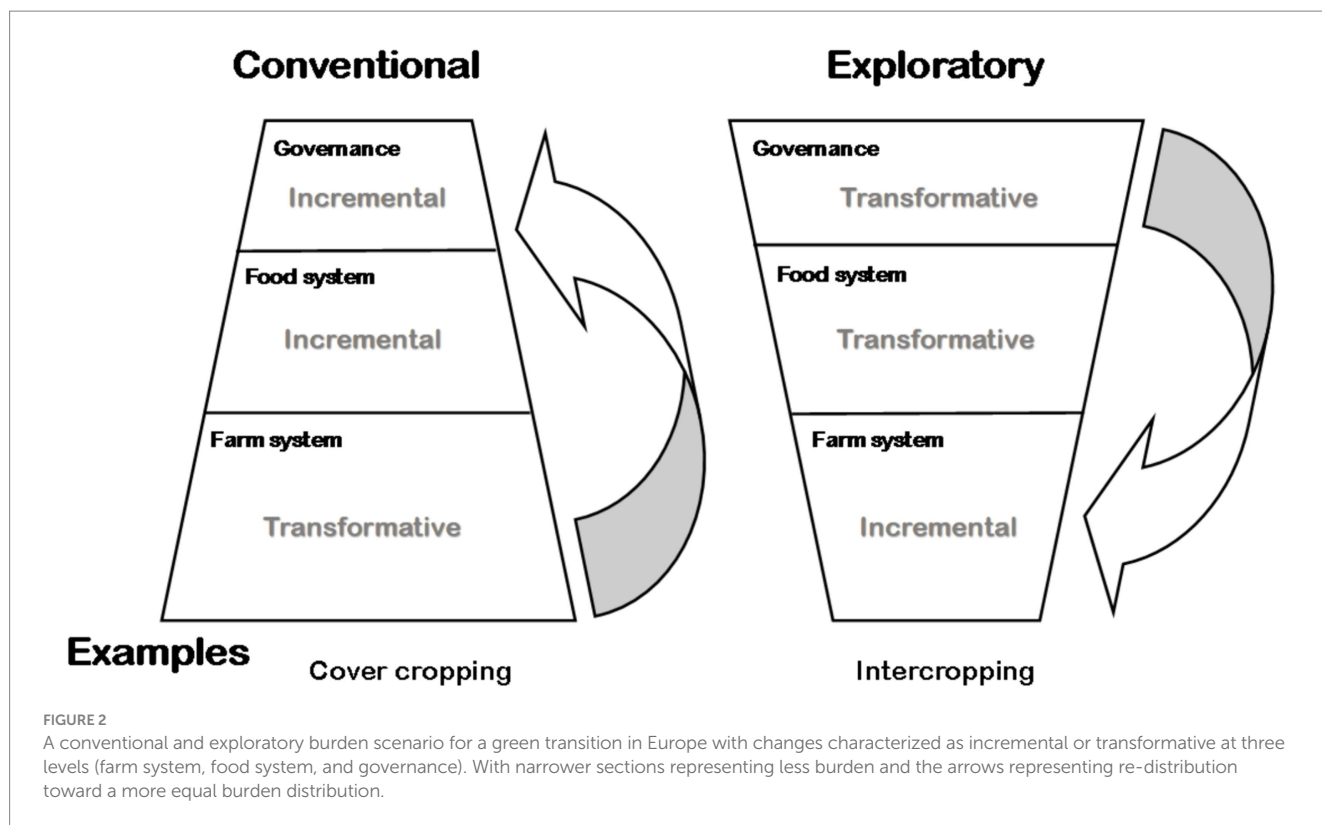 Conventional
Governance
Incremental
Food system
Incremental
Farm system
Transformative
Exploratory
Governance
Transformative
Food system
Transformative
Farm system
Incremental
Examples
Cover cropping
Intercropping
FIGURE 2
A conventional and exploratory burden scenario for a green transition in Europe with changes characterized as incremental or transformative at three
levels (farm system, food system, and governance). With narrower sections representing less burden and the arrows representing re-distribution
toward a more equal burden distribution.